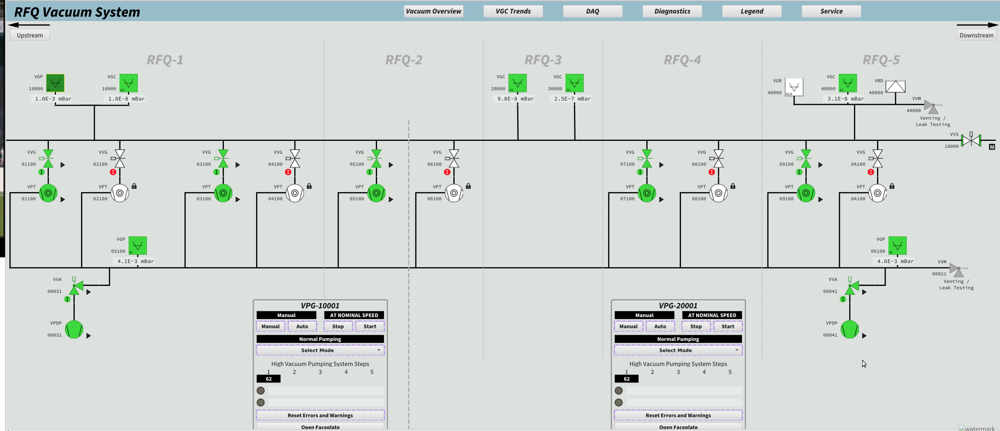 RFQ Vacuum System
Vacuum Overview
VGC Trends
DAQ
Diagnostics
Legend
Service
Upstream
Downstream
RFQ-1
RFQ-2
RFQ-3
RFQ-4
RFQ-5
VGP
10000
PI
1.0E-3 mBar
VGC
10000
CC
1.8E-8 mBar
VGC
20000
CC
9.8E-8 mBar
VGC
30000
CC
2.5E-7 mBar
VGR
40000
RGA
VGC
40000
CC
3.1E-8 mBar
VBD
40000
VVM
40000
Venting /
Leak Testing
VVS
10000
M
VVG
01100
I
VVG
02100
I
VVG
03100
I
VVG
04100
I
VVG
05100
I
VVG
06100
I
VVG
07100
I
VVG
08100
I
VVG
09100
I
VVG
0A100
I
VPT
01100
VPT
02100
VPT
03100
VPT
04100
VPT
05100
VPT
06100
VPT
07100
VPT
08100
VPT
09100
VPT
0A100
VGP
05100
PI
4.1E-3 mBar
VGP
06100
PI
4.6E-3 mBar
VVM
00021
Venting /
Leak Testing
VVA
00031
I
VPDP
00031
VVA
00041
I
VPDP
00041
VPG-10001
Manual
AT NOMINAL SPEED
Manual
Auto
Stop
Start
Normal Pumping
Select Mode
High Vacuum Pumping System Steps
1 2 3 4 5
62
Reset Errors and Warnings
Open Faceplate
VPG-20001
Manual
AT NOMINAL SPEED
Manual
Auto
Stop
Start
Normal Pumping
Select Mode
High Vacuum Pumping System Steps
1 2 3 4 5
62
Reset Errors and Warnings
Open Faceplate
watermark